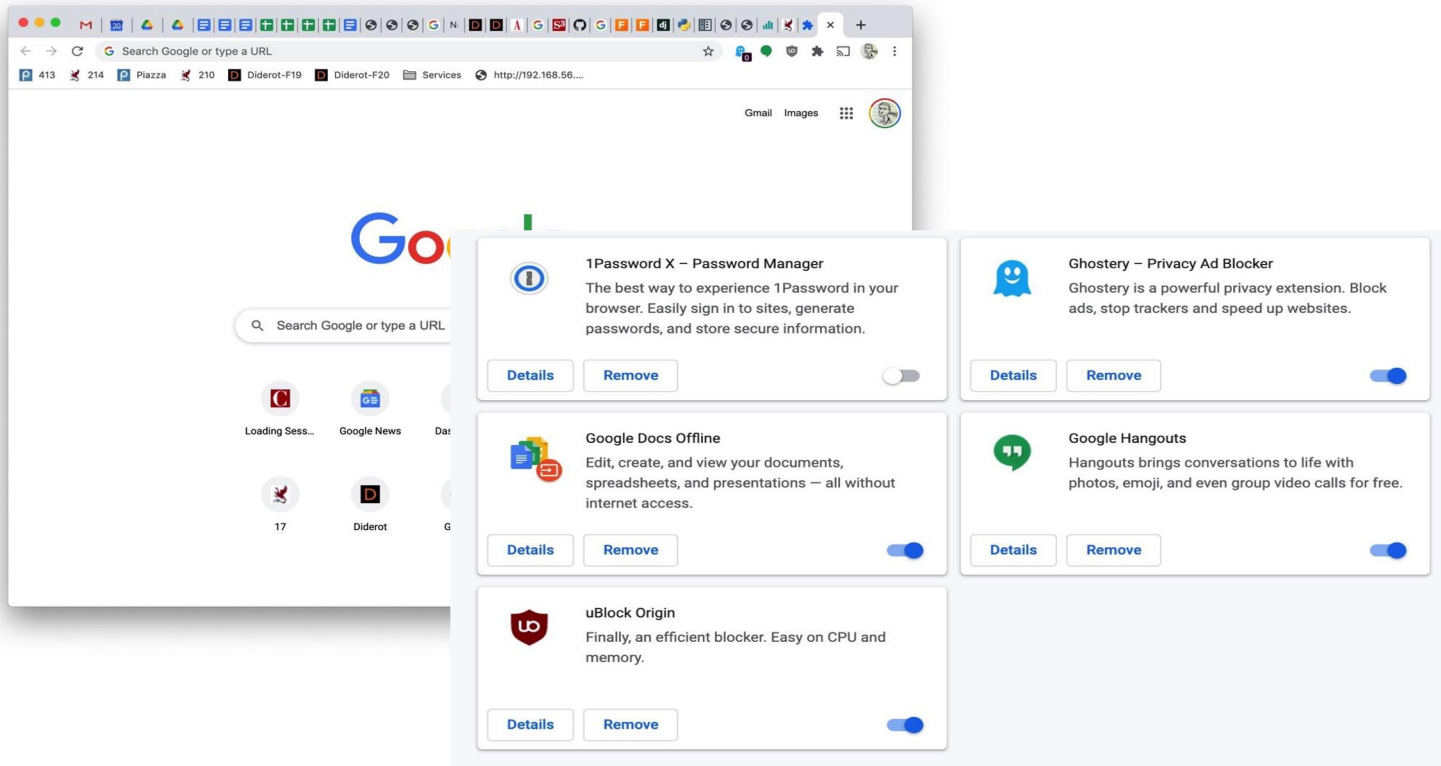 Search Google or type a URL
413 214 Piazza 210 Diderot-F19 Diderot-F20 Services http://192.168.56....
Gmail Images
Search Google or type a URL
Loading Sess... Google News
17 Diderot
1Password X – Password Manager
The best way to experience 1Password in your
browser. Easily sign in to sites, generate
passwords, and store secure information.
Details Remove
Ghostery – Privacy Ad Blocker
Ghostery is a powerful privacy extension. Block
ads, stop trackers and speed up websites.
Details Remove
Google Docs Offline
Edit, create, and view your documents,
spreadsheets, and presentations — all without
internet access.
Details Remove
Google Hangouts
Hangouts brings conversations to life with
photos, emoji, and even group video calls for free.
Details Remove
uBlock Origin
Finally, an efficient blocker. Easy on CPU and
memory.
Details Remove